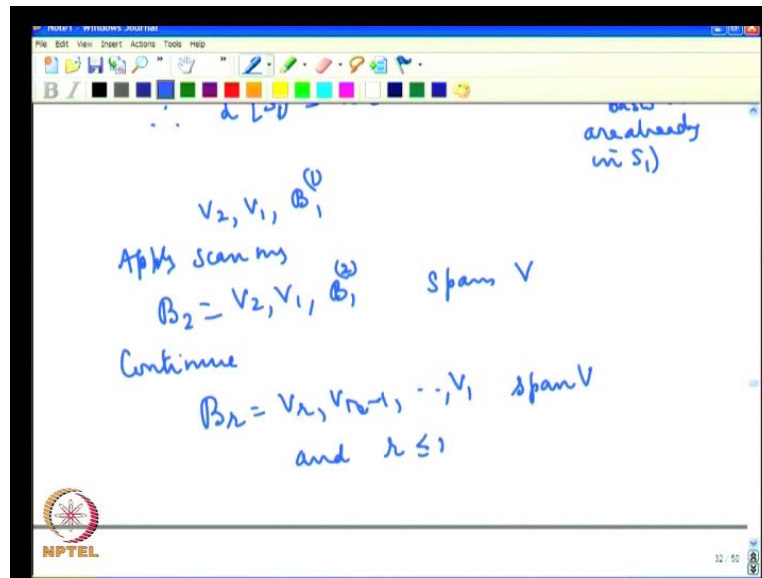 Note1 - Windows Journal
File Edit View Insert Actions Tools Help
B I
∴
are already
in S₁)
V₂, V₁, B₁⁽¹⁾
Apply scanning
B₂ = V₂, V₁, B₁⁽²⁾ spans V
Continue
Bᵣ = Vᵣ, Vᵣ₋₁, ..., V₁ span V
and r ≤
NPTEL
32 / 50